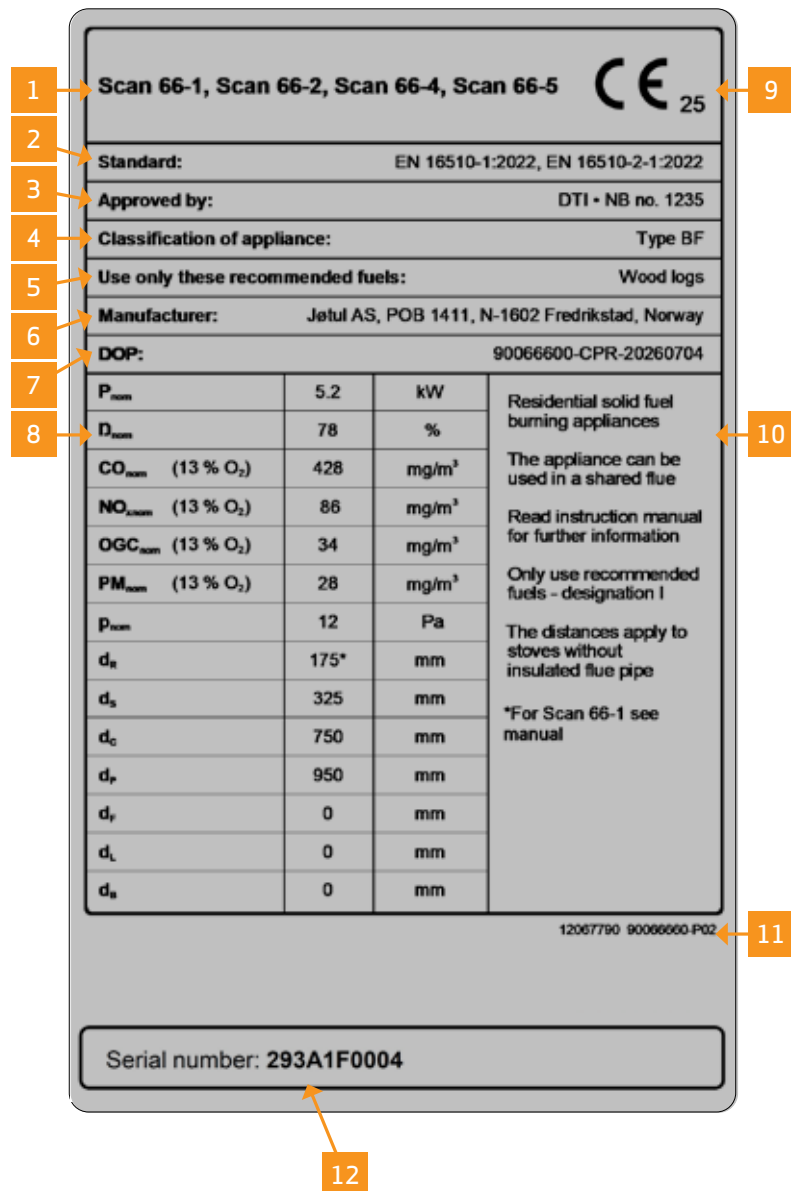 Scan 66-1, Scan 66-2, Scan 66-4, Scan 66-5 CE 25
Standard: EN 16510-1:2022, EN 16510-2-1:2022
Approved by: DTI • NB no. 1235
Classification of appliance: Type BF
Use only these recommended fuels: Wood logs
Manufacturer: Jøtul AS, POB 1411, N-1602 Fredrikstad, Norway
DOP: 90066600-CPR-20260704
Pnom 5.2 kW
Dnom 78 %
COnom (13 % O₂) 428 mg/m³
NOxnom (13 % O₂) 86 mg/m³
OGCnom (13 % O₂) 34 mg/m³
PMnom (13 % O₂) 28 mg/m³
pnom 12 Pa
dR 175* mm
dS 325 mm
dC 750 mm
dP 950 mm
dF 0 mm
dL 0 mm
dB 0 mm
Residential solid fuel
burning appliances
The appliance can be
used in a shared flue
Read instruction manual
for further information
Only use recommended
fuels - designation I
The distances apply to
stoves without
insulated flue pipe
*For Scan 66-1 see
manual
12067790 90066660-P02
Serial number: 293A1F0004
1
2
3
4
5
6
7
8
9
10
11
12